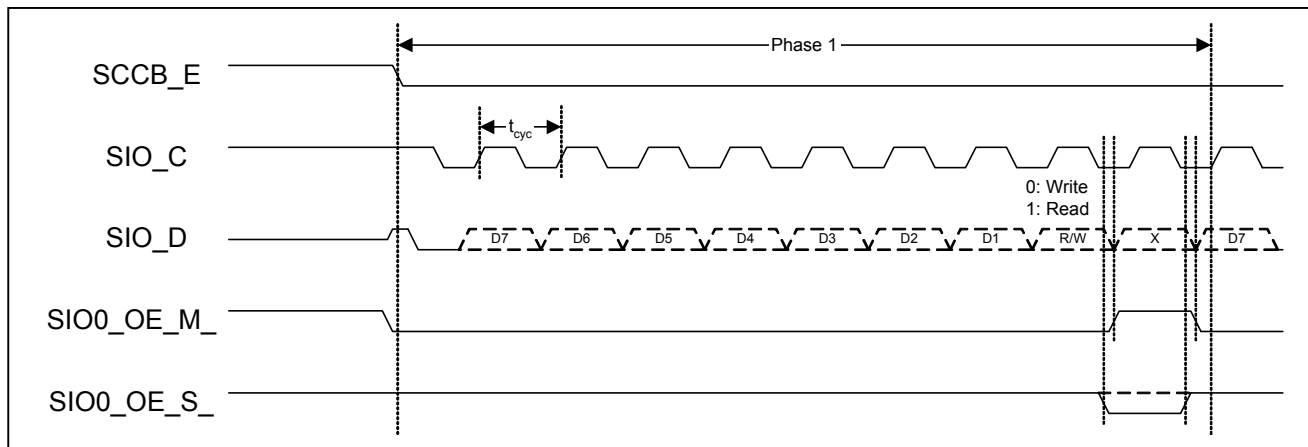 Phase 1
SCCB_E
t_cyc
SIO_C
0: Write
1: Read
SIO_D
D7 D6 D5 D4 D3 D2 D1 R/W X D7
SIO0_OE_M_
SIO0_OE_S_